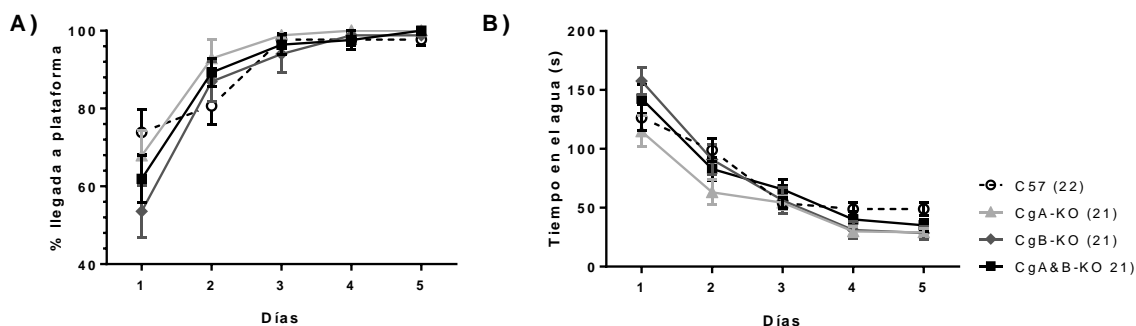 A)
% llegada a plataforma
100
80
60
40
1 2 3 4 5
Días
B)
Tiempo en el agua (s)
200
150
100
50
0
1 2 3 4 5
Días
C57 (22)
CgA-KO (21)
CgB-KO (21)
CgA&B-KO 21)